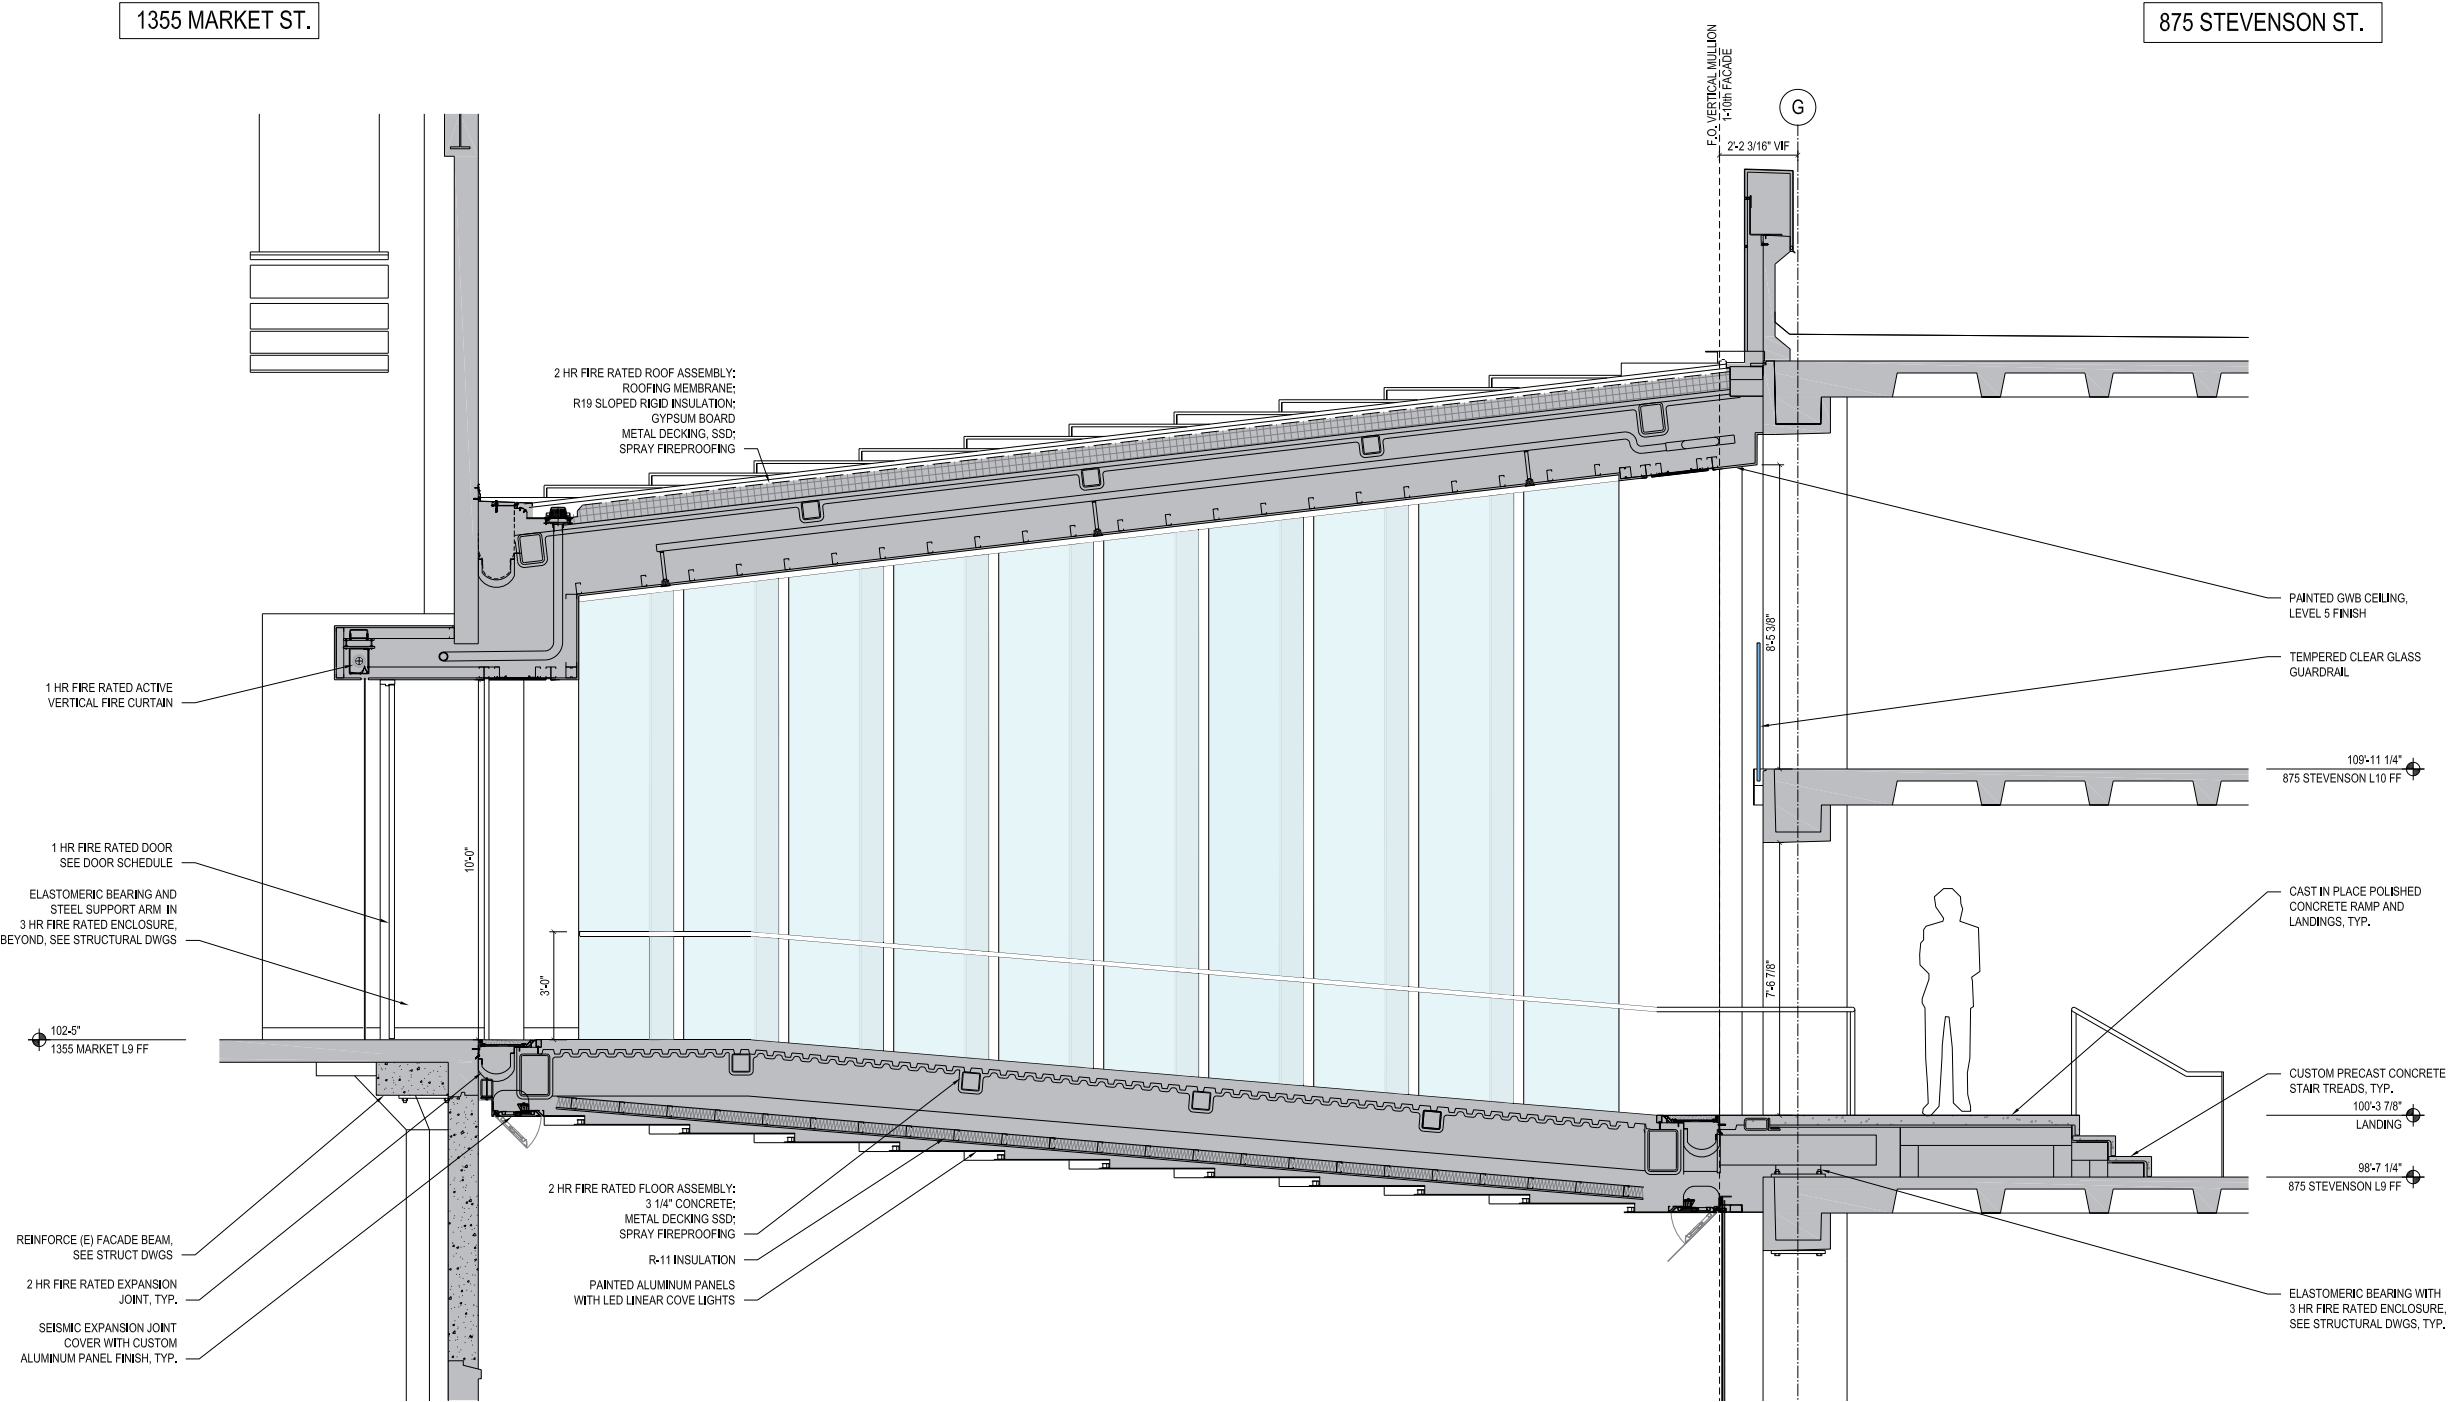 1355 MARKET ST.
875 STEVENSON ST.
F.O. VERTICAL MULLION
1-10th FACADE
G
2'-2 3/16" VIF
2 HR FIRE RATED ROOF ASSEMBLY:
ROOFING MEMBRANE;
R19 SLOPED RIGID INSULATION;
GYPSUM BOARD
METAL DECKING, SSD;
SPRAY FIREPROOFING
PAINTED GWB CEILING,
LEVEL 5 FINISH
8'-5 3/8"
TEMPERED CLEAR GLASS
GUARDRAIL
1 HR FIRE RATED ACTIVE
VERTICAL FIRE CURTAIN
109'-11 1/4"
875 STEVENSON L10 FF
1 HR FIRE RATED DOOR
SEE DOOR SCHEDULE
10'-0"
ELASTOMERIC BEARING AND
STEEL SUPPORT ARM IN
3 HR FIRE RATED ENCLOSURE,
BEYOND, SEE STRUCTURAL DWGS
CAST IN PLACE POLISHED
CONCRETE RAMP AND
LANDINGS, TYP.
3'-0"
7'-6 7/8"
102-5"
1355 MARKET L9 FF
CUSTOM PRECAST CONCRETE
STAIR TREADS, TYP.
100'-3 7/8"
LANDING
98'-7 1/4"
875 STEVENSON L9 FF
2 HR FIRE RATED FLOOR ASSEMBLY:
3 1/4" CONCRETE;
METAL DECKING SSD;
SPRAY FIREPROOFING
R-11 INSULATION
PAINTED ALUMINUM PANELS
WITH LED LINEAR COVE LIGHTS
REINFORCE (E) FACADE BEAM,
SEE STRUCT DWGS
2 HR FIRE RATED EXPANSION
JOINT, TYP.
SEISMIC EXPANSION JOINT
COVER WITH CUSTOM
ALUMINUM PANEL FINISH, TYP.
ELASTOMERIC BEARING WITH
3 HR FIRE RATED ENCLOSURE,
SEE STRUCTURAL DWGS, TYP.